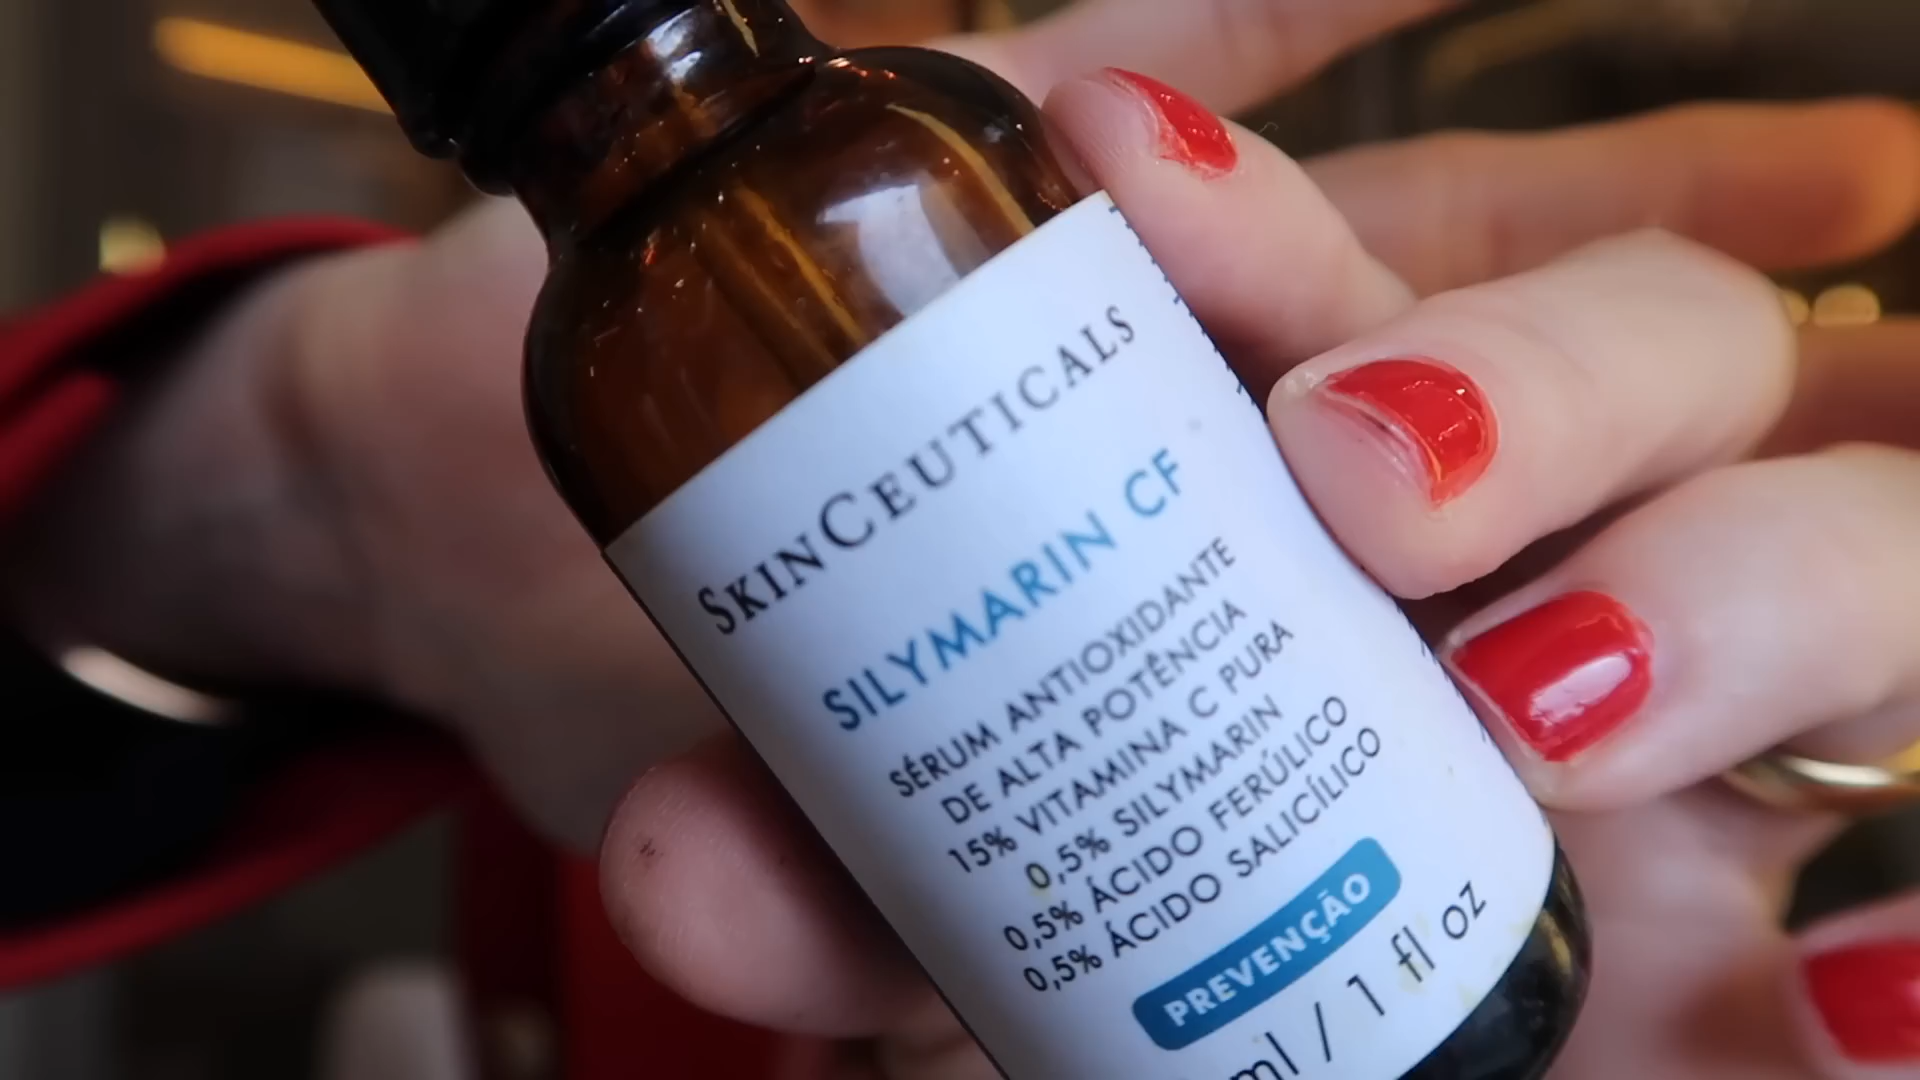 SKINCEUTICALS
SILYMARIN CF
SÉRUM ANTIOXIDANTE
DE ALTA POTÊNCIA
15% VITAMINA C PURA
0,5% SILYMARIN
0,5% ÁCIDO FERÚLICO
0,5% ÁCIDO SALICÍLICO
PREVENÇÃO
ml / 1 fl oz